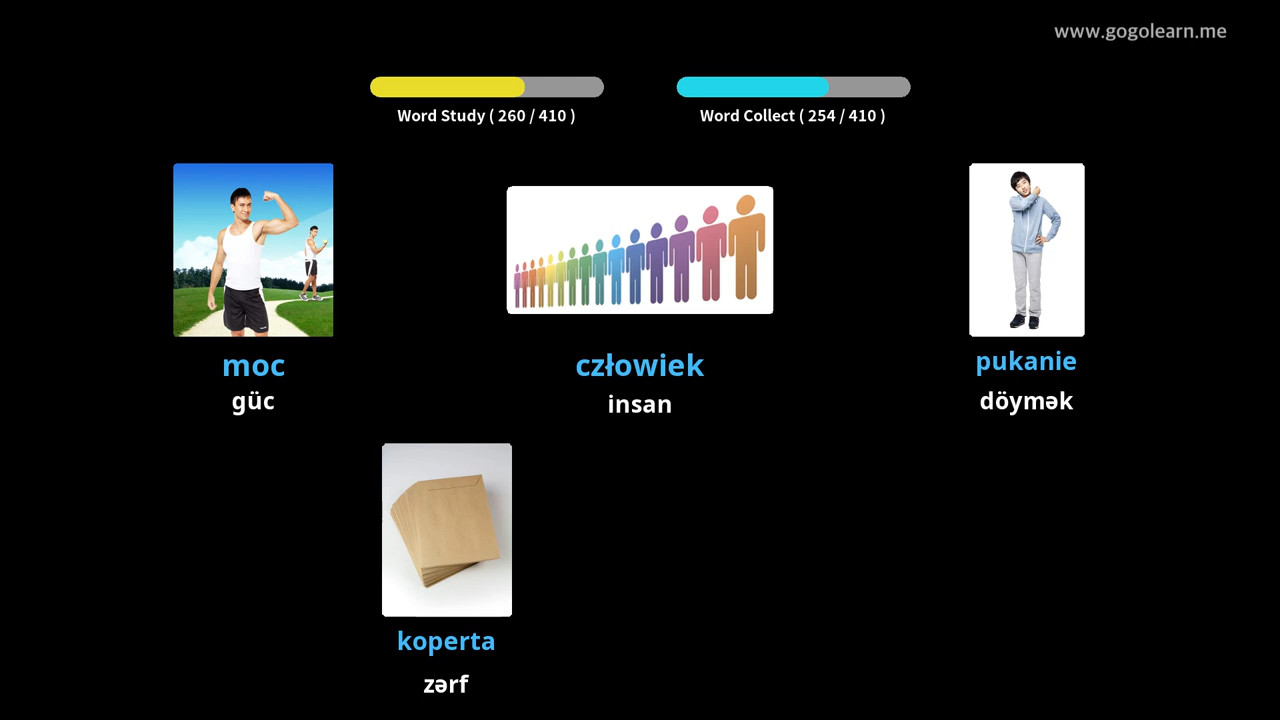 www.gogolearn.me
Word Study ( 260 / 410 )
Word Collect ( 254 / 410 )
moc
güc
człowiek
insan
pukanie
döymək
koperta
zərf